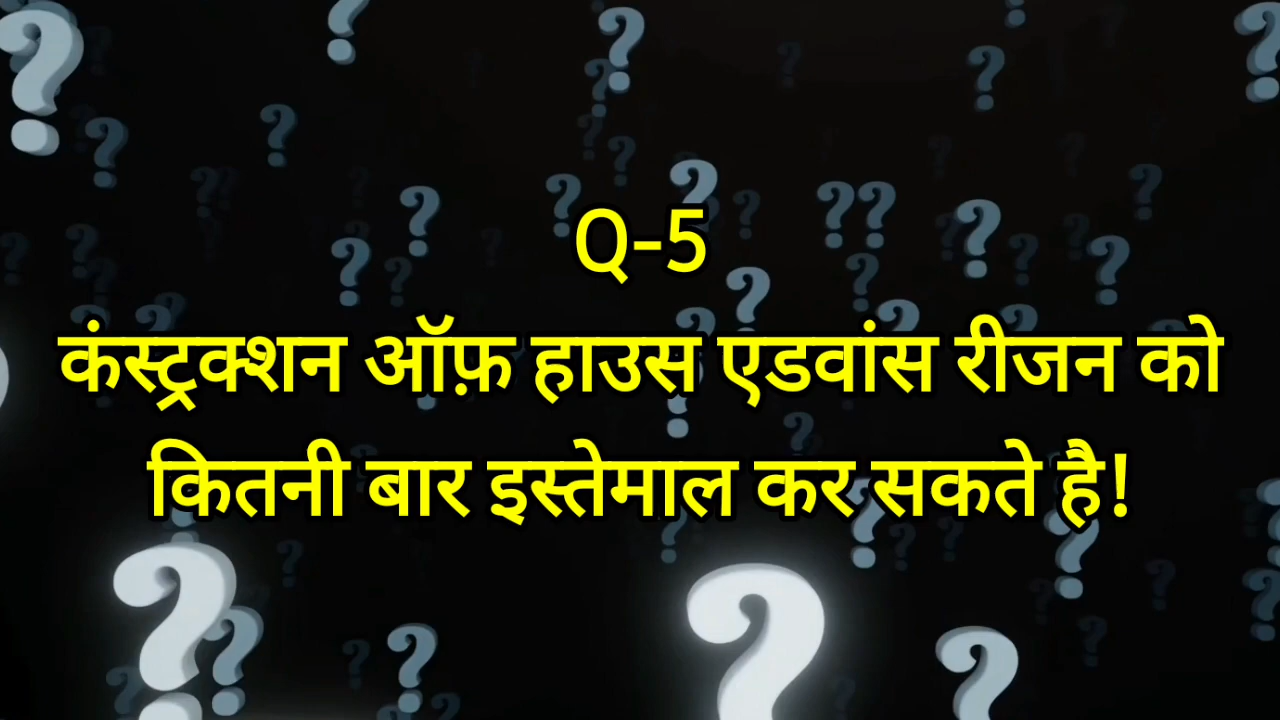 Q-5
कंस्ट्रक्शन ऑफ़ हाउस एडवांस रीजन को
कितनी बार इस्तेमाल कर सकते है!